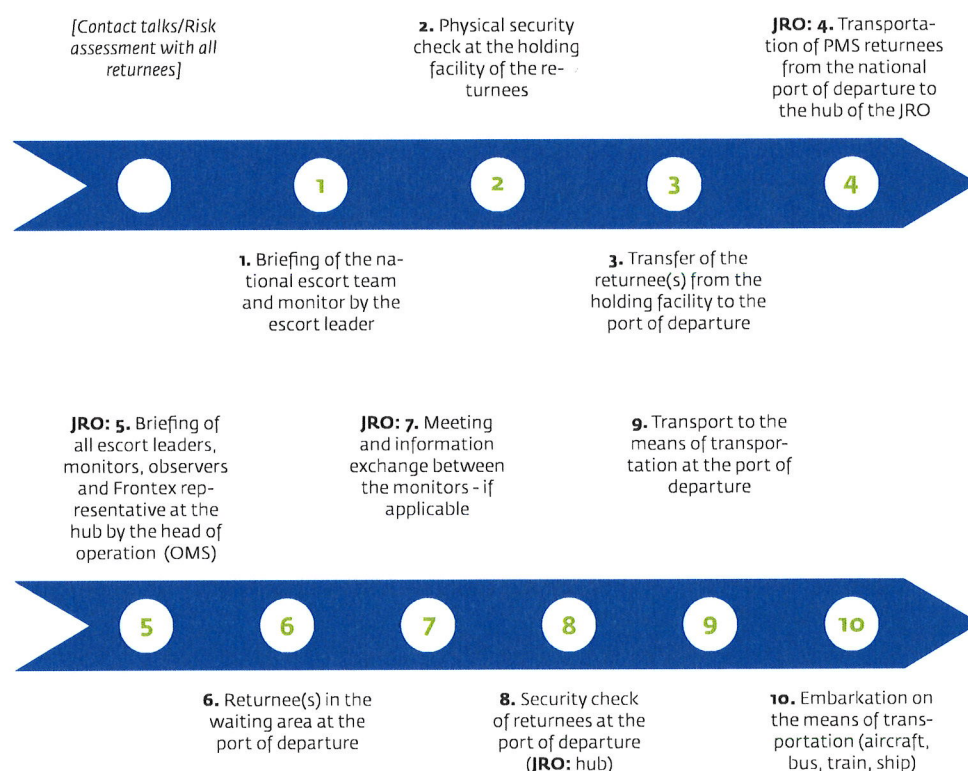 [Contact talks/Risk
assessment with all
returnees]
2. Physical security
check at the holding
facility of the re-
turnees
JRO: 4. Transporta-
tion of PMS returnees
from the national
port of departure to
the hub of the JRO
1
2
3
4
1. Briefing of the na-
tional escort team
and monitor by the
escort leader
3. Transfer of the
returnee(s) from the
holding facility to the
port of departure
JRO: 5. Briefing of
all escort leaders,
monitors, observers
and Frontex rep-
resentative at the
hub by the head of
operation (OMS)
JRO: 7. Meeting
and information
exchange between
the monitors - if
applicable
9. Transport to the
means of transpor-
tation at the port of
departure
5
6
7
8
9
10
6. Returnee(s) in the
waiting area at the
port of departure
8. Security check
of returnees at the
port of departure
(JRO: hub)
10. Embarkation on
the means of trans-
portation (aircraft,
bus, train, ship)